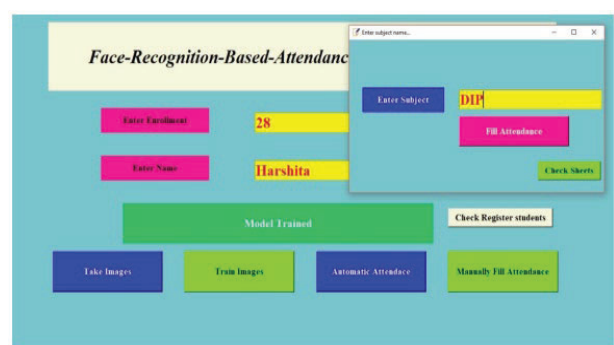 Face-Recognition-Based-Attendanc
Enter subject name...
Enter Subject
DIP
Fill Attendance
Check Sheets
Enter Enrollment
28
Enter Name
Harshita
Model Trained
Check Register students
Take Images
Train Images
Automatic Attendace
Manually Fill Attendance